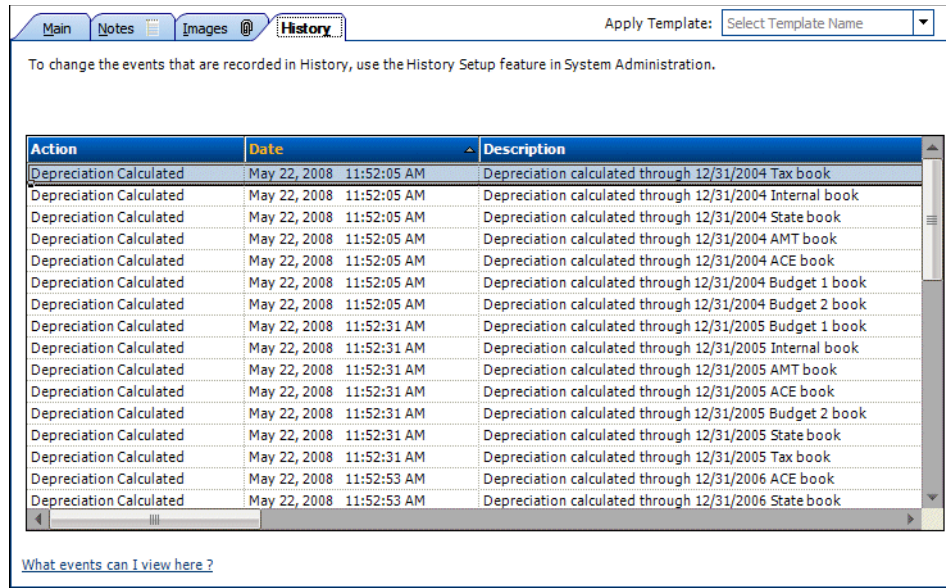 Main Notes Images History Apply Template: Select Template Name
To change the events that are recorded in History, use the History Setup feature in System Administration.
Action Date Description
Depreciation Calculated May 22, 2008 11:52:05 AM Depreciation calculated through 12/31/2004 Tax book
Depreciation Calculated May 22, 2008 11:52:05 AM Depreciation calculated through 12/31/2004 Internal book
Depreciation Calculated May 22, 2008 11:52:05 AM Depreciation calculated through 12/31/2004 State book
Depreciation Calculated May 22, 2008 11:52:05 AM Depreciation calculated through 12/31/2004 AMT book
Depreciation Calculated May 22, 2008 11:52:05 AM Depreciation calculated through 12/31/2004 ACE book
Depreciation Calculated May 22, 2008 11:52:05 AM Depreciation calculated through 12/31/2004 Budget 1 book
Depreciation Calculated May 22, 2008 11:52:05 AM Depreciation calculated through 12/31/2004 Budget 2 book
Depreciation Calculated May 22, 2008 11:52:31 AM Depreciation calculated through 12/31/2005 Budget 1 book
Depreciation Calculated May 22, 2008 11:52:31 AM Depreciation calculated through 12/31/2005 Internal book
Depreciation Calculated May 22, 2008 11:52:31 AM Depreciation calculated through 12/31/2005 AMT book
Depreciation Calculated May 22, 2008 11:52:31 AM Depreciation calculated through 12/31/2005 ACE book
Depreciation Calculated May 22, 2008 11:52:31 AM Depreciation calculated through 12/31/2005 Budget 2 book
Depreciation Calculated May 22, 2008 11:52:31 AM Depreciation calculated through 12/31/2005 State book
Depreciation Calculated May 22, 2008 11:52:31 AM Depreciation calculated through 12/31/2005 Tax book
Depreciation Calculated May 22, 2008 11:52:53 AM Depreciation calculated through 12/31/2006 ACE book
Depreciation Calculated May 22, 2008 11:52:53 AM Depreciation calculated through 12/31/2006 State book
What events can I view here ?